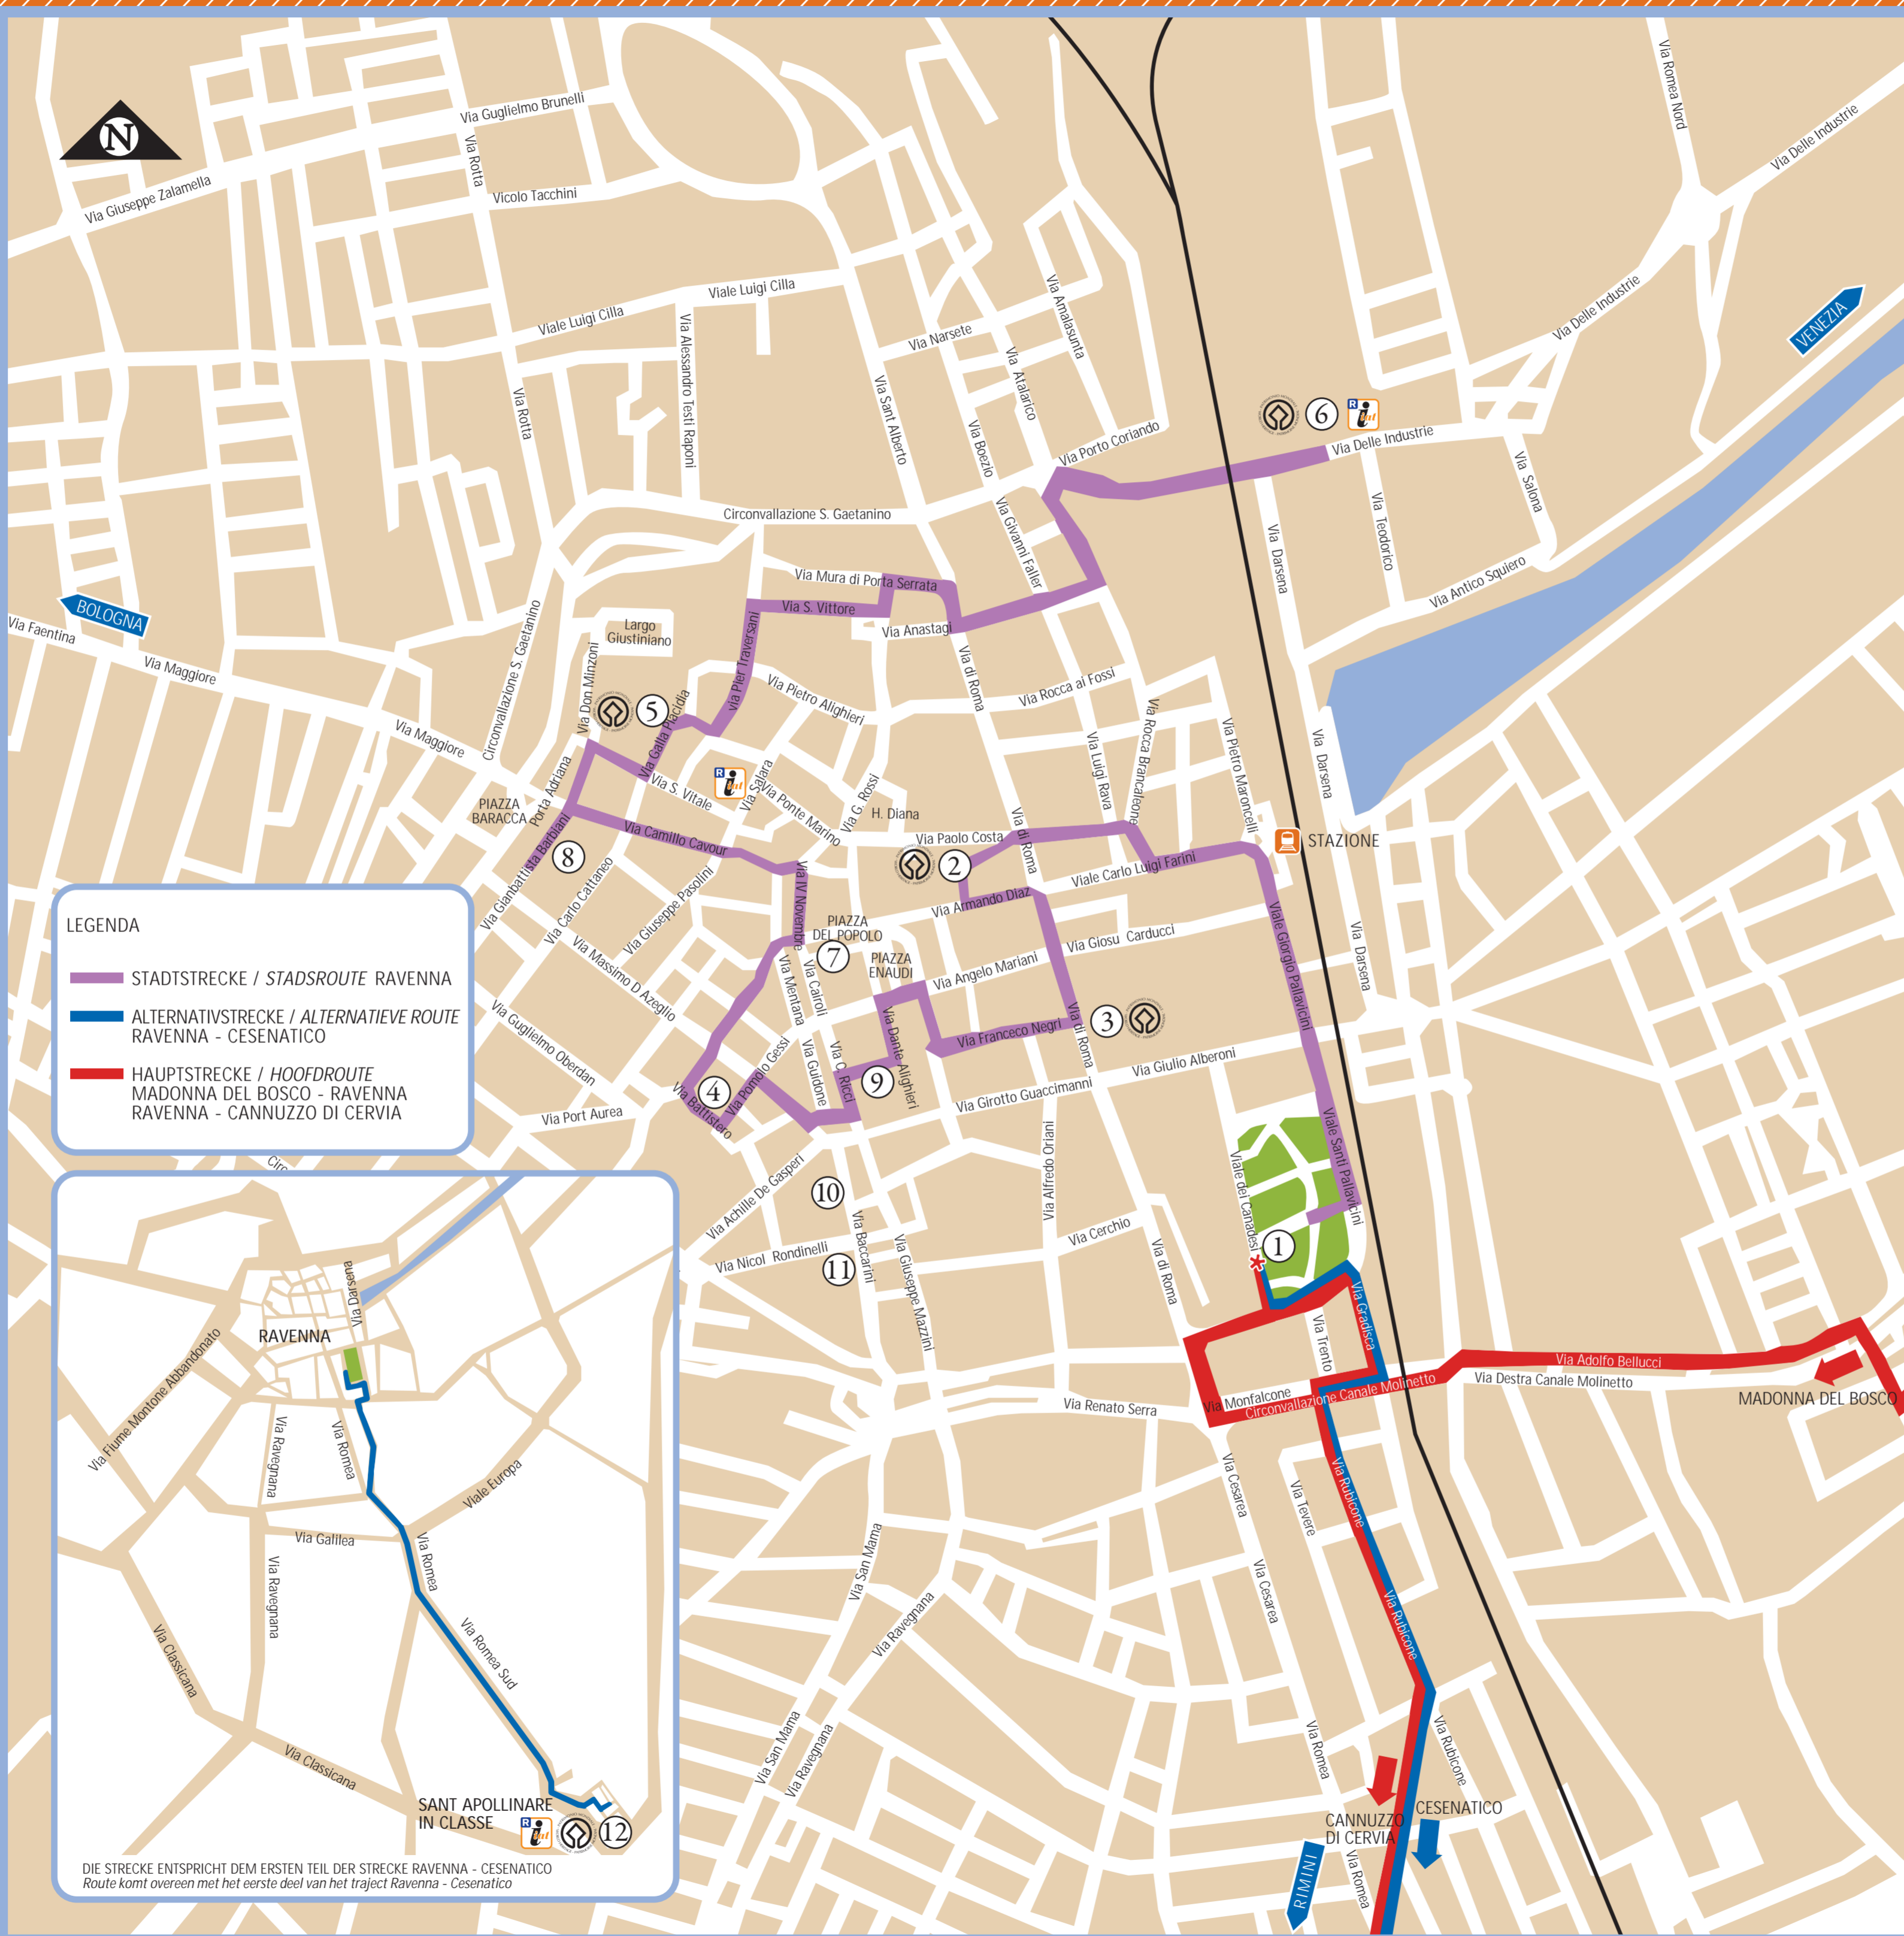 N
Via Guglielmo Brunelli
Via Rotta
Via Giuseppe Zalamella
Vicolo Tacchini
Via Romea Nord
Via Delle Industrie
Viale Luigi Cilla
Viale Luigi Cilla
Via Alessandro Testi Raponi
Via Narsete
Via Amalasunta
Via Atalarico
Via Delle Industrie
VENEZIA
Via Rotta
Via Sant Alberto
Via Boezio
Via Porto Coriando
6
R
Via Delle Industrie
Via Salona
Via Teodorico
Via Darsena
Circonvallazione S. Gaetanino
Via Givanni Faller
Via Mura di Porta Serrata
Via S. Vittore
Via Anastagi
Via Antico Squiero
BOLOGNA
Via Faentina
Via Maggiore
Via Maggiore
Circonvallazione S. Gaetanino
Largo
Giustiniano
Via Don Minzoni
via Pier Traversani
Via di Roma
Via Rocca ai Fossi
Via Pietro Alighieri
5
Via Galla Placidia
Via S. Vitale
R
Via Salara
Via Ponte Marino
Via G. Rossi
H. Diana
Via Luigi Rava
Via Rocca Brancaleone
Via Pietro Maroncelli
Via Darsena
PIAZZA
BARACCA
Porta Adriana
Via Gianbattista Barbiani
8
Via Camillo Cavour
Via Carlo Cattaneo
Via Giuseppe Pasolini
Via Massimo D Azeglio
Via Guglielmo Oberdan
Via Paolo Costa
2
Via di Roma
Viale Carlo Luigi Farini
STAZIONE
Via Armando Diaz
Via IV Novembre
PIAZZA
DEL POPOLO
7
PIAZZA
ENAUDI
Via Angelo Mariani
Via Giosu Carducci
Viale Giorgio Pallavicini
Via Darsena
Via Mentana
Via Cairoli
Via Dante Alighieri
Via Franceco Negri
Via di Roma
3
Via Giulio Alberoni
Via Girotto Guaccimanni
Via Guidone
Via C. Ricci
9
Via Pomolo Gessi
4
Via Battistero
Via Port Aurea
LEGENDA
STADTSTRECKE / STADSROUTE RAVENNA
ALTERNATIVSTRECKE / ALTERNATIEVE ROUTE
RAVENNA - CESENATICO
HAUPTSTRECKE / HOOFDROUTE
MADONNA DEL BOSCO - RAVENNA
RAVENNA - CANNUZZO DI CERVIA
Circ
Via Achille De Gasperi
10
Via Nicol Rondinelli
11
Via Baccarini
Via Giuseppe Mazzini
Via Alfredo Oriani
Via Cerchio
Via di Roma
Viale dei Canadesi
Viale Santi Pallavicini
1
*
Via Gradisca
Via Trento
Via Monfalcone
Circonvallazione Canale Molinetto
Via Adolfo Bellucci
Via Destra Canale Molinetto
MADONNA DEL BOSCO
Via Renato Serra
Via Cesarea
Via Tevere
Via Rubicone
Via Cesarea
Via Rubicone
Via San Mama
Via Ravegnana
Via San Mama
Via Ravegnana
Via Romea
Via Rubicone
CANNUZZO
DI CERVIA
CESENATICO
Via Romea
RIMINI
Via Darsena
RAVENNA
Via Fiume Montone Abbandonato
Via Ravegnana
Via Romea
Viale Europa
Via Galilea
Via Romea
Via Ravegnana
Via Classicana
Via Romea Sud
Via Classicana
SANT APOLLINARE
IN CLASSE
R
12
DIE STRECKE ENTSPRICHT DEM ERSTEN TEIL DER STRECKE RAVENNA - CESENATICO
Route komt overeen met het eerste deel van het traject Ravenna - Cesenatico